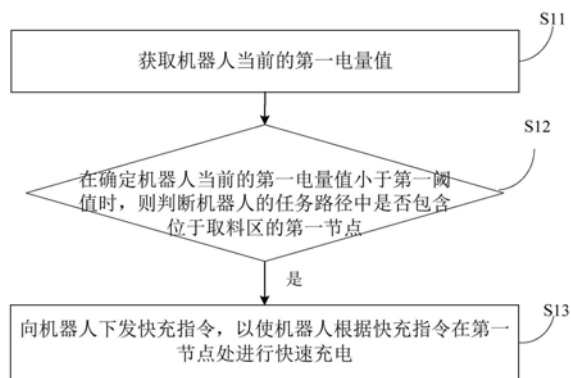 S11
获取机器人当前的第一电量值
S12
在确定机器人当前的第一电量值小于第一阈
值时，则判断机器人的任务路径中是否包含
位于取料区的第一节点
是
S13
向机器人下发快充指令，以使机器人根据快充指令在第一
节点处进行快速充电